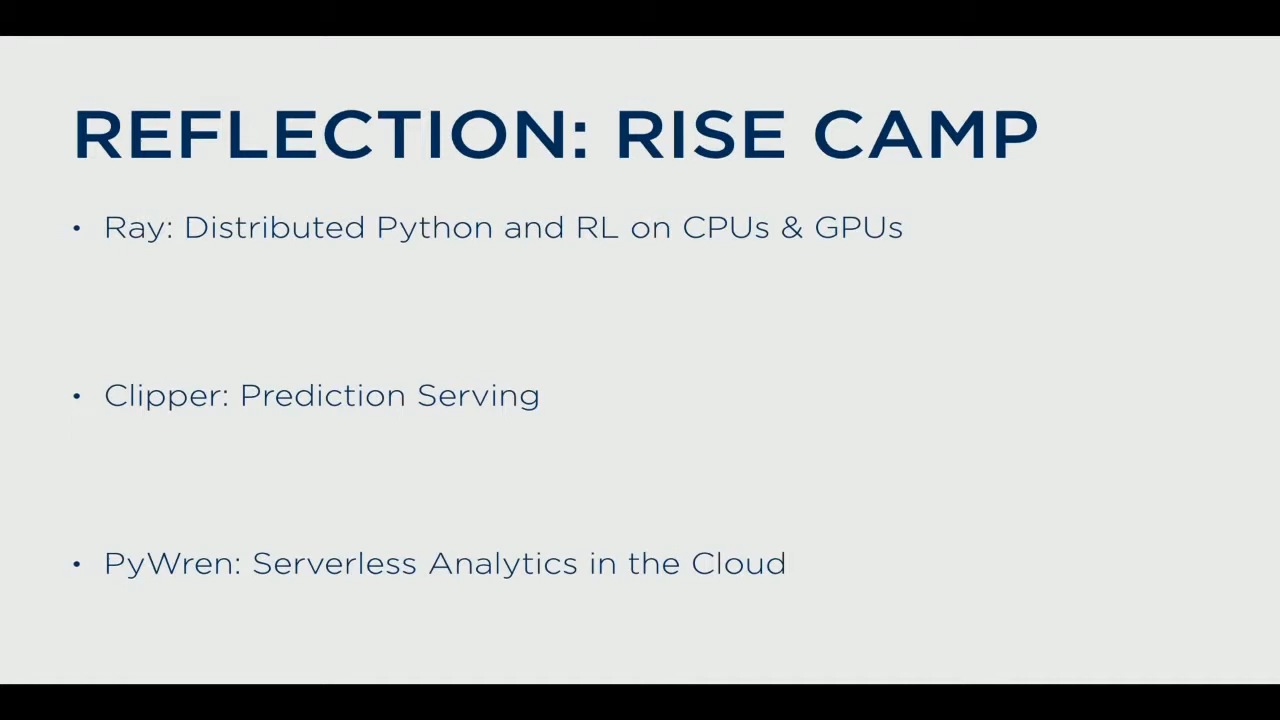 REFLECTION: RISE CAMP
• Ray: Distributed Python and RL on CPUs & GPUs
• Clipper: Prediction Serving
• PyWren: Serverless Analytics in the Cloud